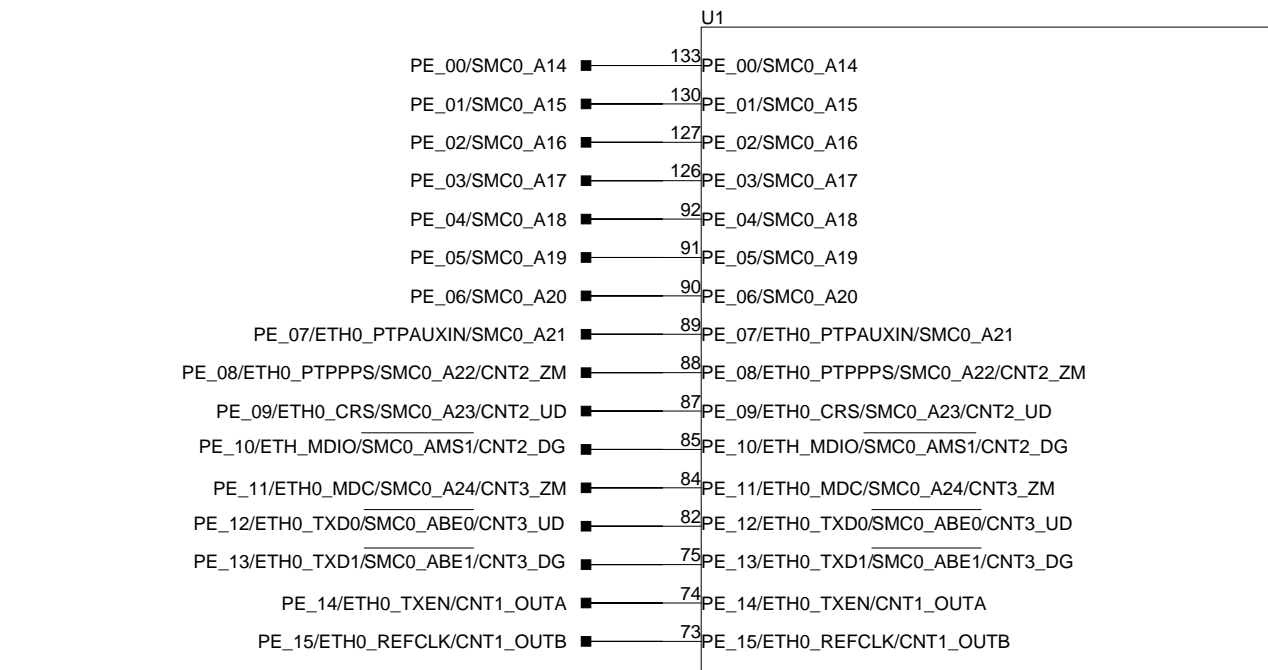 U1
PE_00/SMC0_A14 133 PE_00/SMC0_A14
PE_01/SMC0_A15 130 PE_01/SMC0_A15
PE_02/SMC0_A16 127 PE_02/SMC0_A16
PE_03/SMC0_A17 126 PE_03/SMC0_A17
PE_04/SMC0_A18 92 PE_04/SMC0_A18
PE_05/SMC0_A19 91 PE_05/SMC0_A19
PE_06/SMC0_A20 90 PE_06/SMC0_A20
PE_07/ETH0_PTPAUXIN/SMC0_A21 89 PE_07/ETH0_PTPAUXIN/SMC0_A21
PE_08/ETH0_PTPPPS/SMC0_A22/CNT2_ZM 88 PE_08/ETH0_PTPPPS/SMC0_A22/CNT2_ZM
PE_09/ETH0_CRS/SMC0_A23/CNT2_UD 87 PE_09/ETH0_CRS/SMC0_A23/CNT2_UD
PE_10/ETH_MDIO/SMC0_AMS1/CNT2_DG 85 PE_10/ETH_MDIO/SMC0_AMS1/CNT2_DG
PE_11/ETH0_MDC/SMC0_A24/CNT3_ZM 84 PE_11/ETH0_MDC/SMC0_A24/CNT3_ZM
PE_12/ETH0_TXD0/SMC0_ABE0/CNT3_UD 82 PE_12/ETH0_TXD0/SMC0_ABE0/CNT3_UD
PE_13/ETH0_TXD1/SMC0_ABE1/CNT3_DG 75 PE_13/ETH0_TXD1/SMC0_ABE1/CNT3_DG
PE_14/ETH0_TXEN/CNT1_OUTA 74 PE_14/ETH0_TXEN/CNT1_OUTA
PE_15/ETH0_REFCLK/CNT1_OUTB 73 PE_15/ETH0_REFCLK/CNT1_OUTB